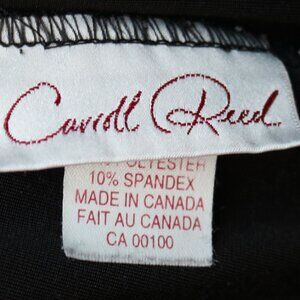 Carroll Reed
POLYESTER
10% SPANDEX
MADE IN CANADA
FAIT AU CANADA
CA 00100